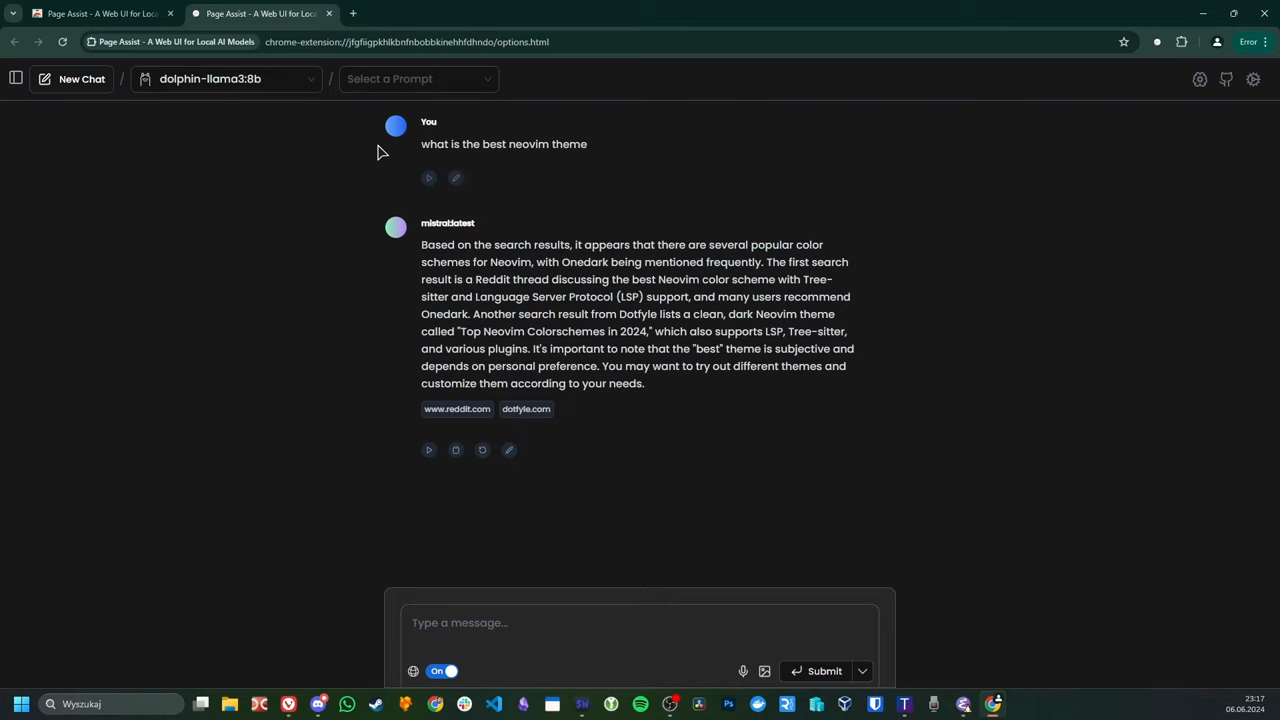 Page Assist - A Web UI for Loca
Page Assist - A Web UI for Loca
Page Assist - A Web UI for Local AI Models
chrome-extension://jfgfiigpkhlkbnfnbobbkinehhfdhndo/options.html
Error
New Chat / dolphin-llama3:8b / Select a Prompt
You
what is the best neovim theme
mistral:latest
Based on the search results, it appears that there are several popular color
schemes for Neovim, with Onedark being mentioned frequently. The first search
result is a Reddit thread discussing the best Neovim color scheme with Tree-
sitter and Language Server Protocol (LSP) support, and many users recommend
Onedark. Another search result from Dotfyle lists a clean, dark Neovim theme
called "Top Neovim Colorschemes in 2024," which also supports LSP, Tree-sitter,
and various plugins. It's important to note that the "best" theme is subjective and
depends on personal preference. You may want to try out different themes and
customize them according to your needs.
www.reddit.com dotfyle.com
Type a message...
On
Submit
Wyszukaj
23:17
06.06.2024